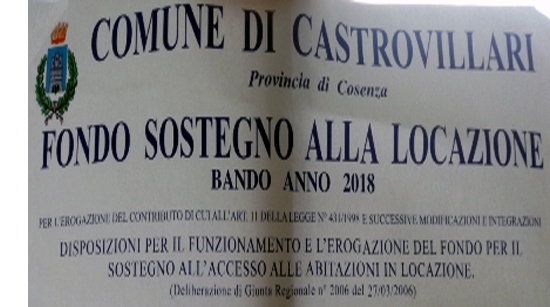 COMUNE DI CASTROVILLARI
Provincia di Cosenza
FONDO SOSTEGNO ALLA LOCAZIONE
BANDO ANNO 2018
PER L'EROGAZIONE DEL CONTRIBUTO DI CUI ALL'ART. 11 DELLA LEGGE N° 431/1998 E SUCCESSIVE MODIFICAZIONI E INTEGRAZIONI
DISPOSIZIONI PER IL FUNZIONAMENTO E L'EROGAZIONE DEL FONDO PER IL
SOSTEGNO ALL'ACCESSO ALLE ABITAZIONI IN LOCAZIONE.
(Deliberazione di Giunta Regionale n° 2006 del 27/03/2006)